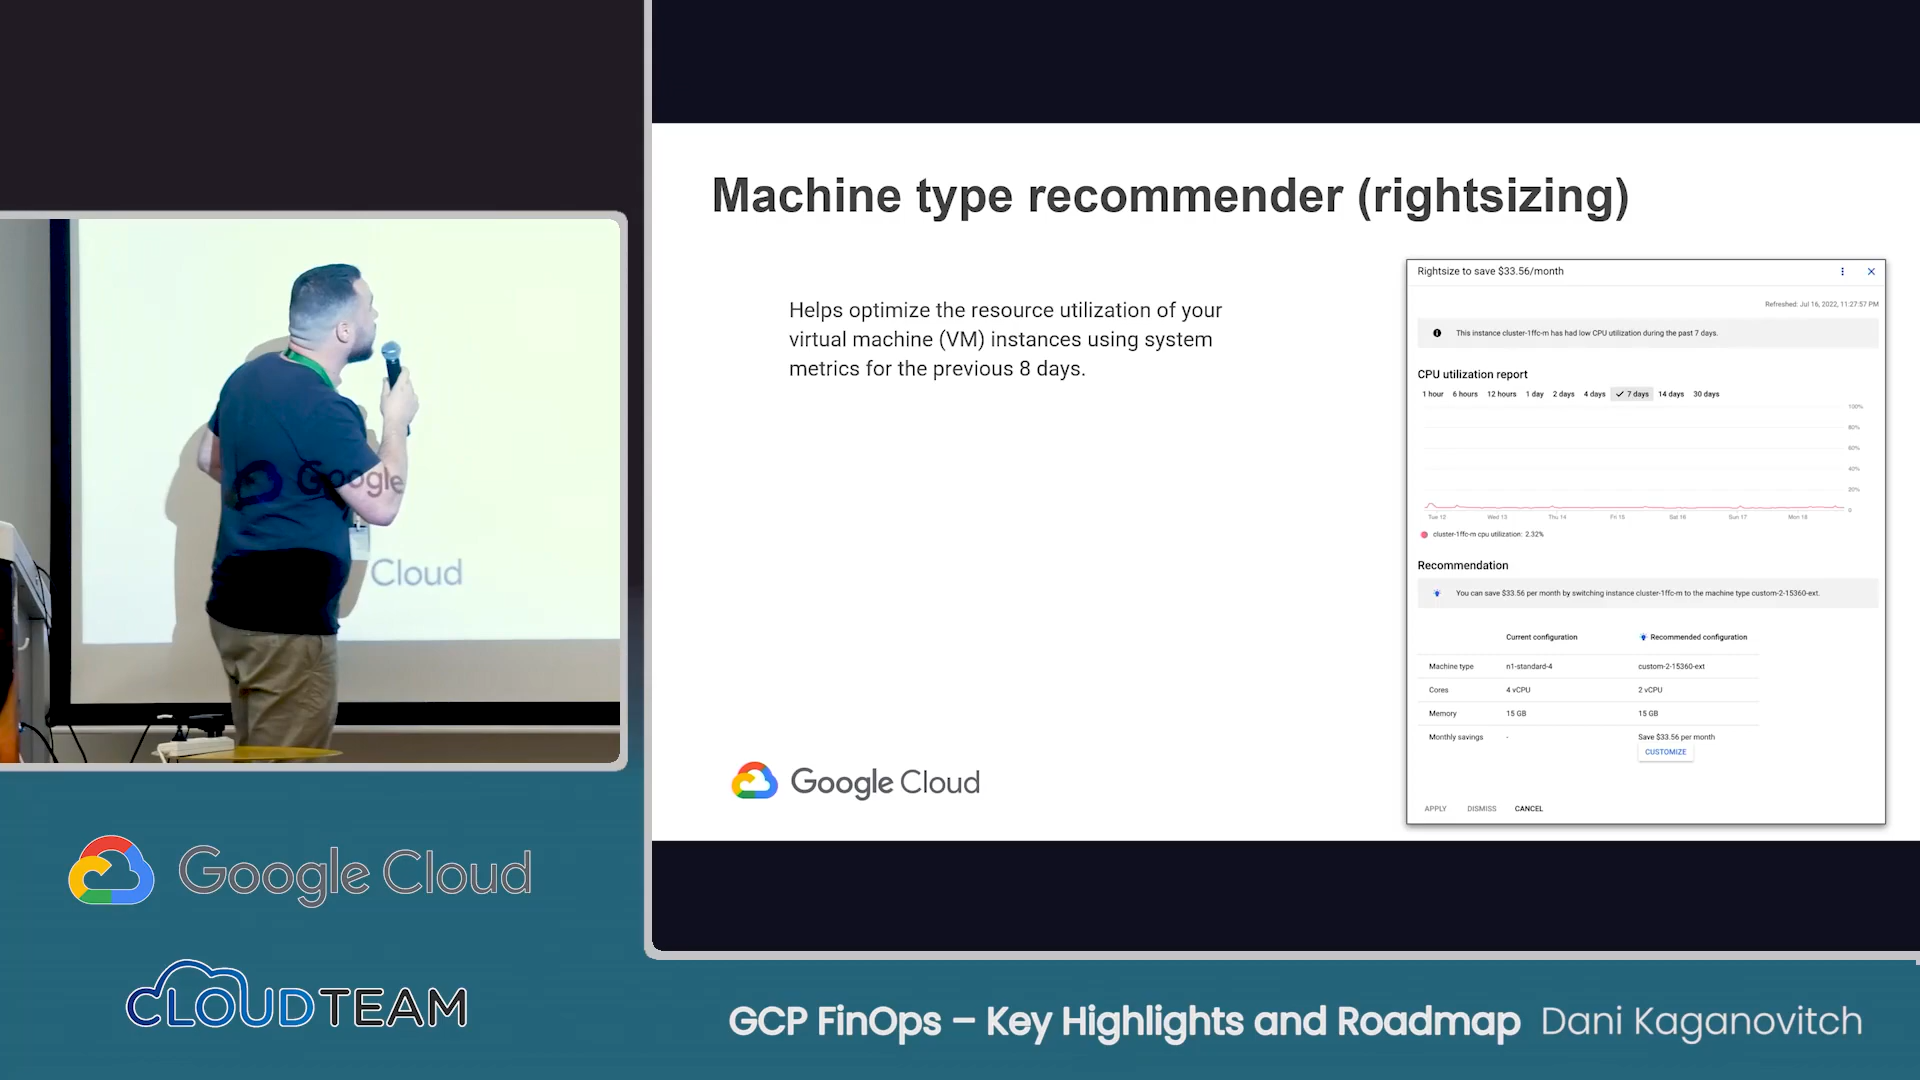 Machine type recommender (rightsizing)
Helps optimize the resource utilization of your
virtual machine (VM) instances using system
metrics for the previous 8 days.
Google Cloud
Rightsize to save $33.56/month
Refreshed: Jul 16, 2022, 11:27:57 PM
This instance cluster-1ffc-m has had low CPU utilization during the past 7 days.
CPU utilization report
1 hour 6 hours 12 hours 1 day 2 days 4 days 7 days 14 days 30 days
100%
80%
60%
40%
20%
0
Tue 12 Wed 13 Thu 14 Fri 15 Sat 16 Sun 17 Mon 18
cluster-1ffc-m cpu utilization: 2.32%
Recommendation
You can save $33.56 per month by switching instance cluster-1ffc-m to the machine type custom-2-15360-ext.
Current configuration Recommended configuration
Machine type n1-standard-4 custom-2-15360-ext
Cores 4 vCPU 2 vCPU
Memory 15 GB 15 GB
Monthly savings - Save $33.56 per month
CUSTOMIZE
APPLY DISMISS CANCEL
Google
Cloud
Google Cloud
CLOUDTEAM
GCP FinOps – Key Highlights and Roadmap Dani Kaganovitch